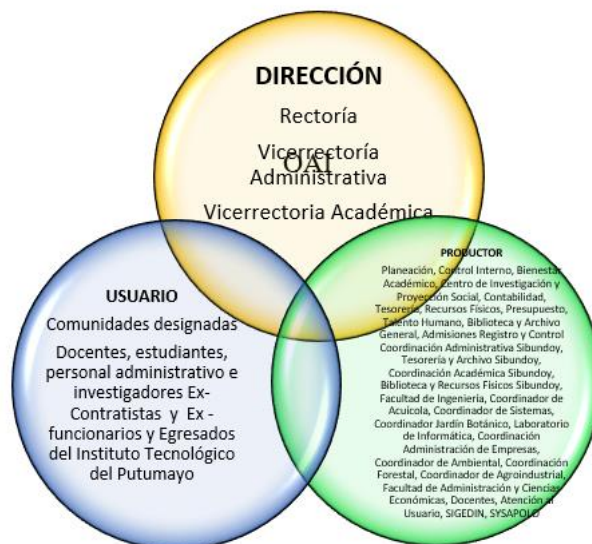 DIRECCIÓN
Rectoría
Vicerrectoría
OAI
Administrativa
Vicerrectoria Académica
USUARIO
Comunidades designadas
Docentes, estudiantes,
personal administrativo e
investigadores Ex-
Contratistas y Ex -
funcionarios y Egresados
del Instituto Tecnológico
del Putumayo
PRODUCTOR
Planeación, Control Interno, Bienestar
Académico, Centro de Investigación y
Proyección Social, Contabilidad,
Tesorería, Recursos Físicos, Presupuesto,
Talento Humano, Biblioteca y Archivo
General, Admisiones Registro y Control
Coordinación Administrativa Sibundoy,
Tesorería y Archivo Sibundoy,
Coordinación Académica Sibundoy,
Biblioteca y Recursos Físicos Sibundoy,
Facultad de Ingeniería, Coordinador de
Acuicola, Coordinador de Sistemas,
Coordinador Jardín Botánico, Laboratorio
de Informática, Coordinación
Administración de Empresas,
Coordinador de Ambiental, Coordinación
Forestal, Coordinador de Agroindustrial,
Facultad de Administración y Ciencias
Económicas, Docentes, Atención al
Usuario, SIGEDIN, SYSAPOLO